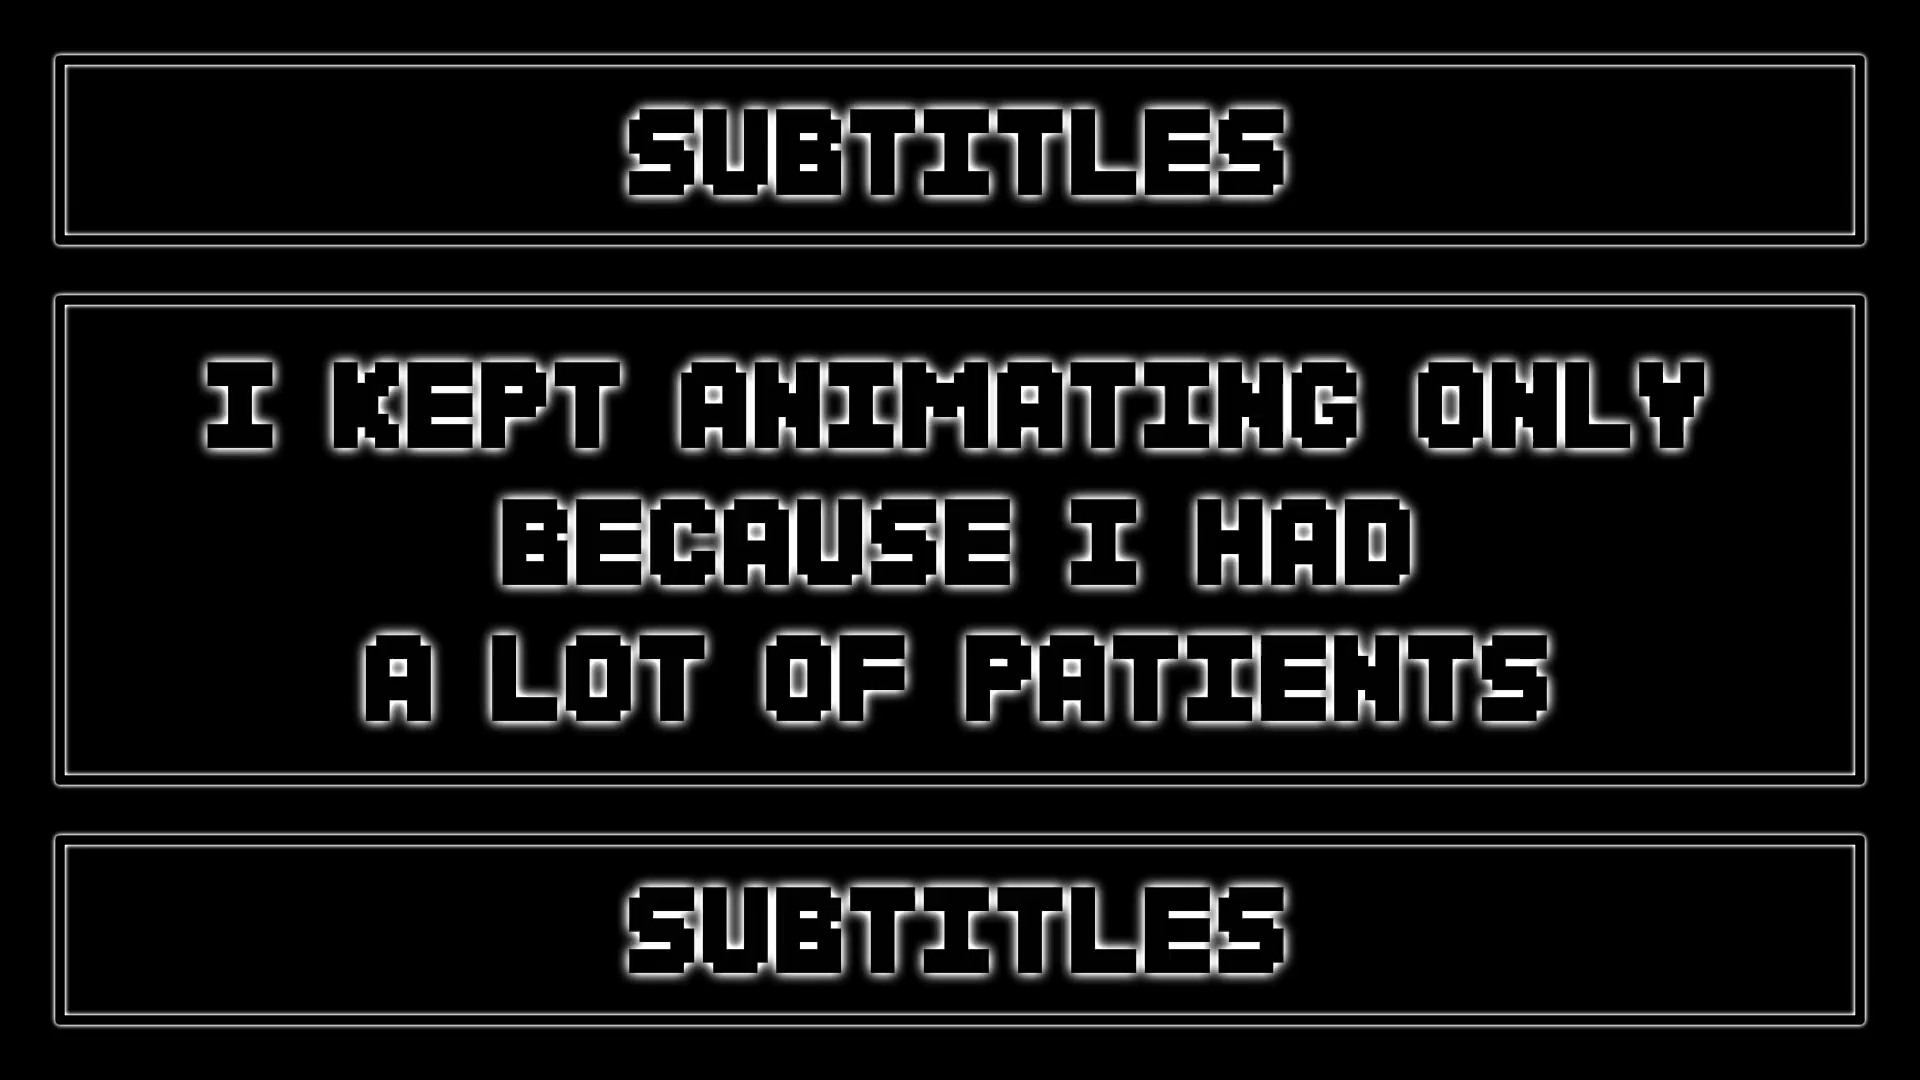 SUBTITLES
I KEPT ANIMATING ONLY
BECAUSE I HAD
A LOT OF PATIENTS
SUBTITLES